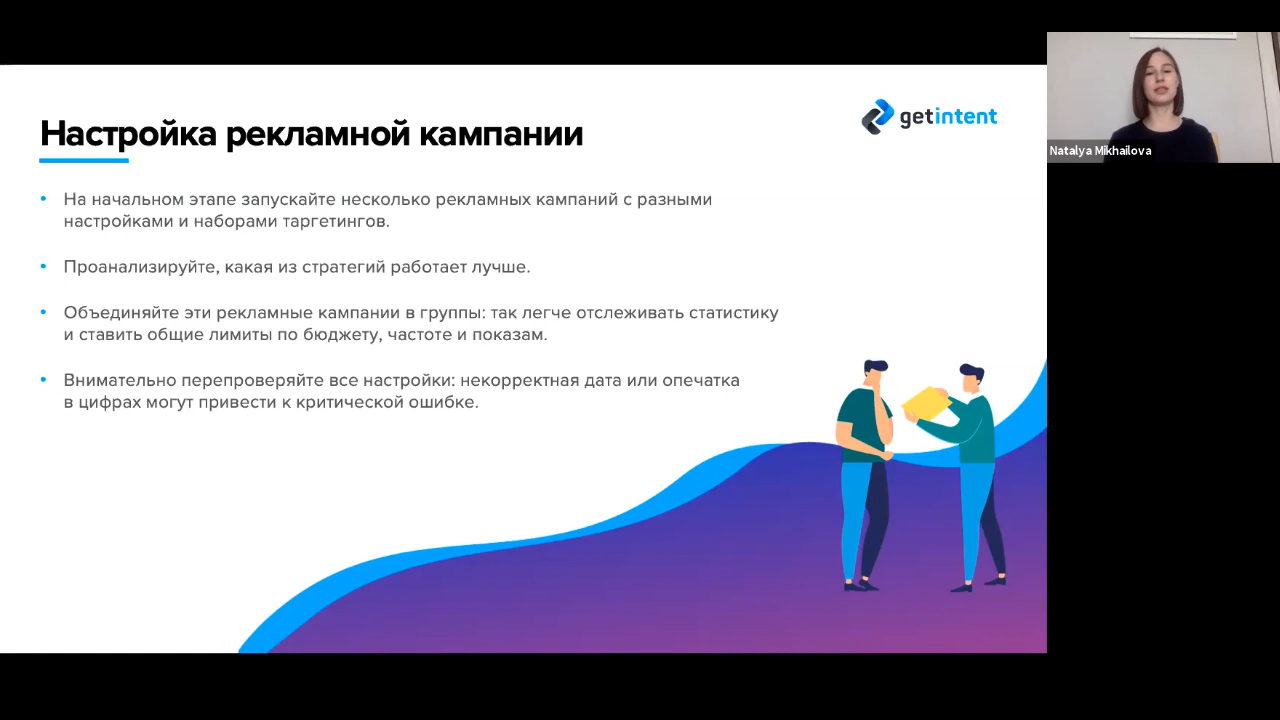 Настройка рекламной кампании
getintent
Natalya Mikhailova
• На начальном этапе запускайте несколько рекламных кампаний с разными
настройками и наборами таргетингов.
• Проанализируйте, какая из стратегий работает лучше.
• Объединяйте эти рекламные кампании в группы: так легче отслеживать статистику
и ставить общие лимиты по бюджету, частоте и показам.
• Внимательно перепроверяйте все настройки: некорректная дата или опечатка
в цифрах могут привести к критической ошибке.